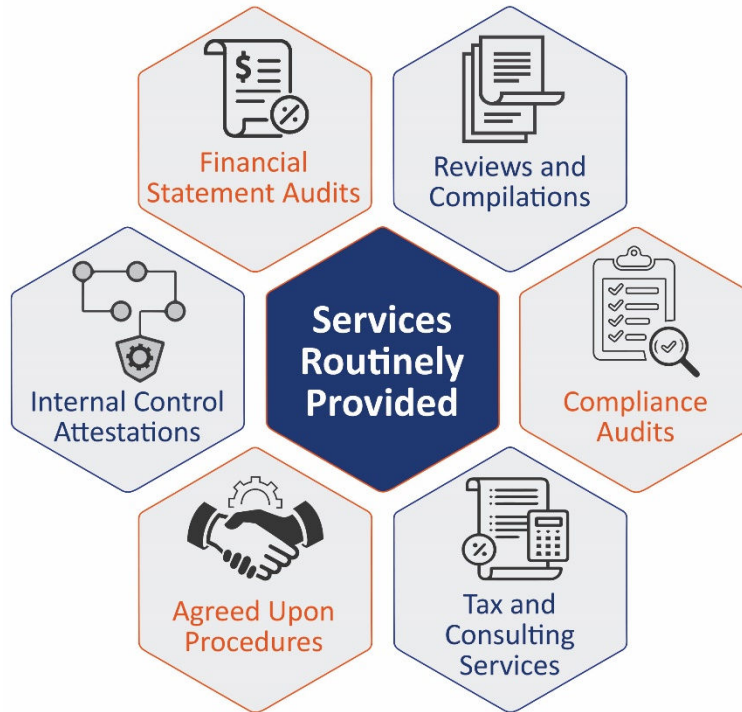 $
%
Financial
Statement Audits
Reviews and
Compilations
Internal Control
Attestations
Services
Routinely
Provided
Compliance
Audits
Agreed Upon
Procedures
%
Tax and
Consulting
Services